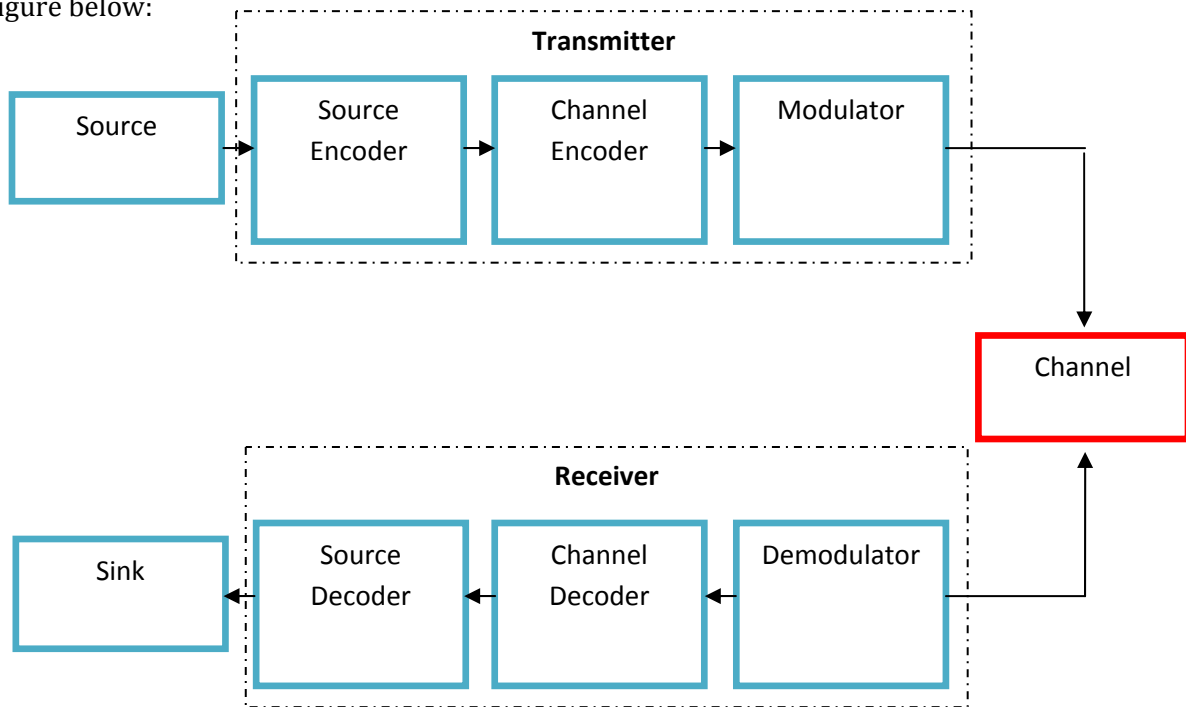 igure below:
Transmitter
Source
Source
Encoder
Channel
Encoder
Modulator
Channel
Receiver
Sink
Source
Decoder
Channel
Decoder
Demodulator